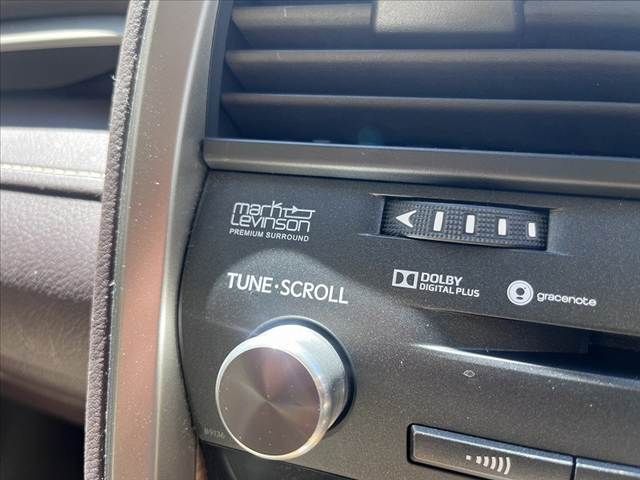 mark
Levinson
PREMIUM SURROUND
TUNE·SCROLL
DOLBY
DIGITAL PLUS
gracenote